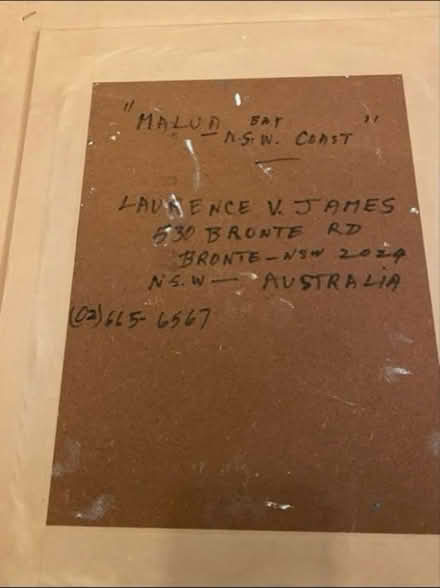 "MALUA BAY "
N.S.W. COAST
LAURENCE V. JAMES
530 BRONTE RD
BRONTE - NSW 2024
N.S.W — AUSTRALIA
(02) 665-6567